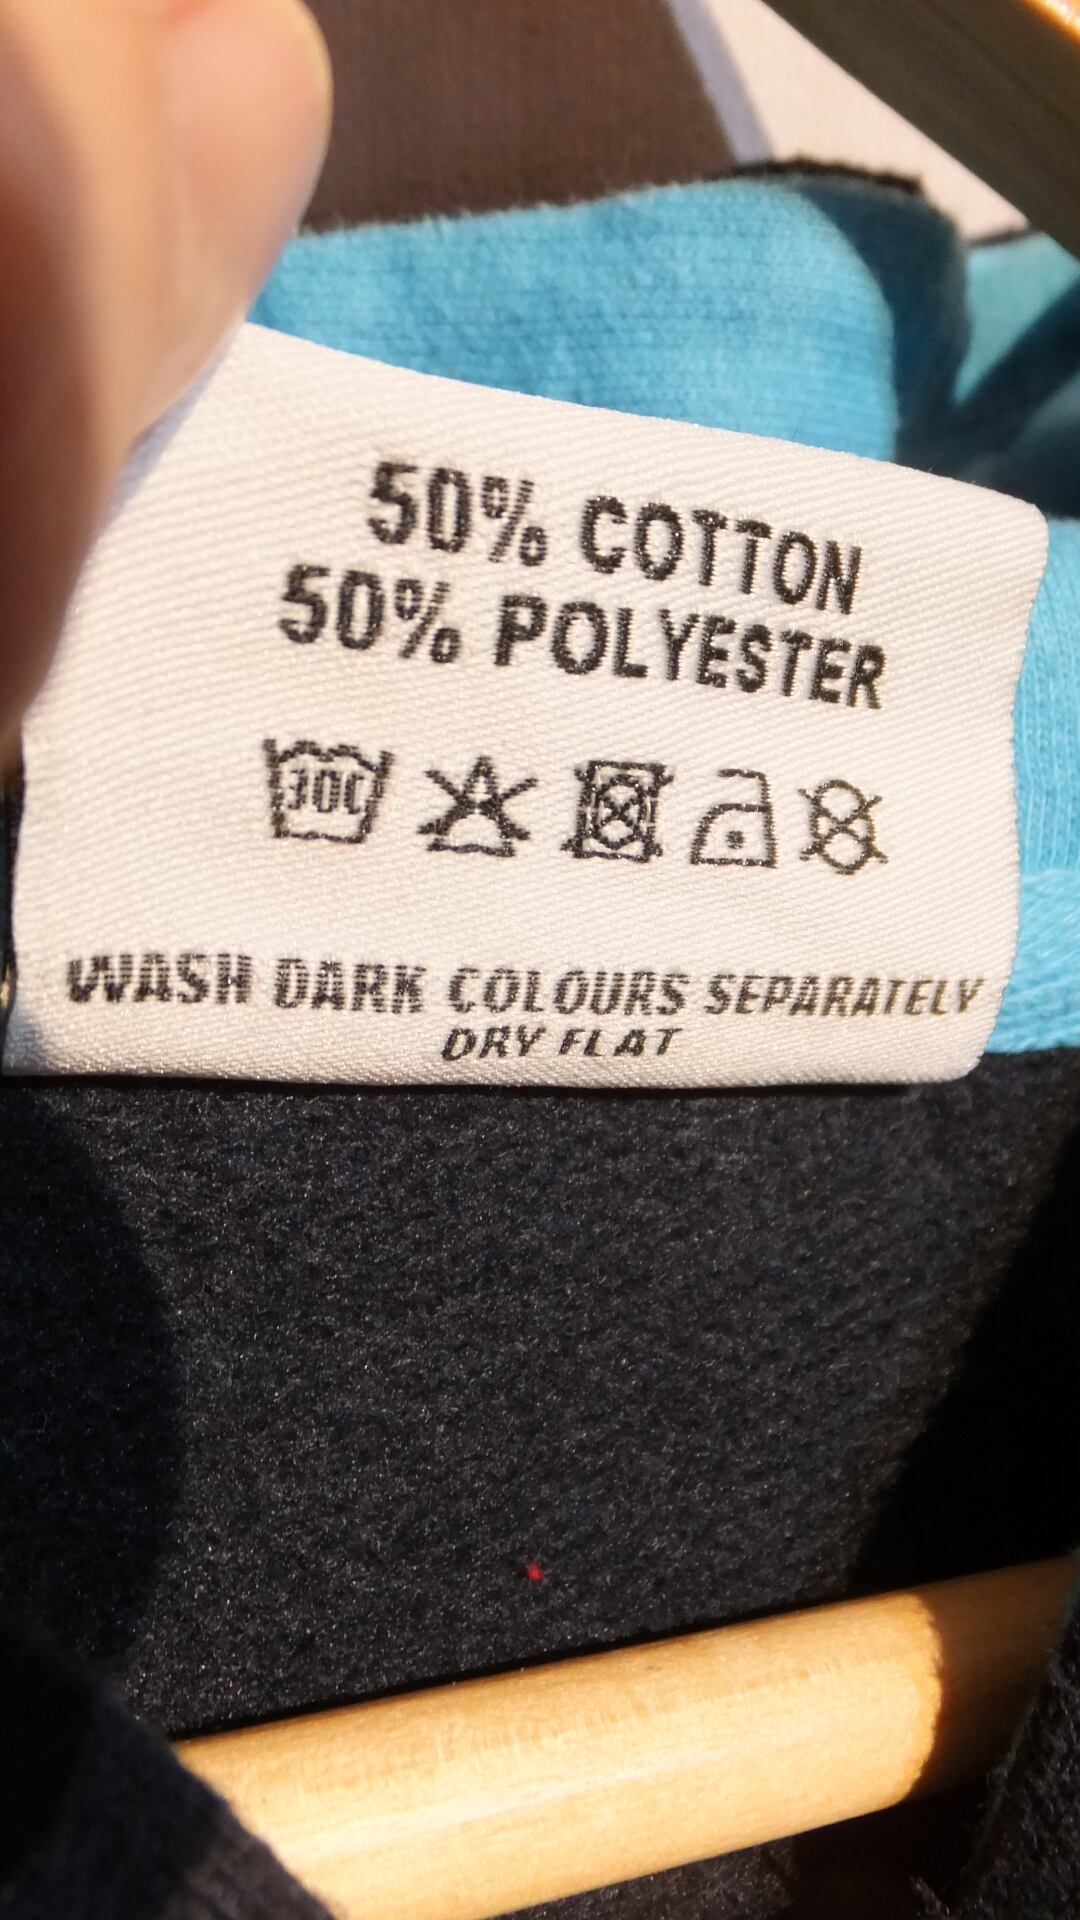 50% COTTON
50% POLYESTER
30C
WASH DARK COLOURS SEPARATELY
DRY FLAT